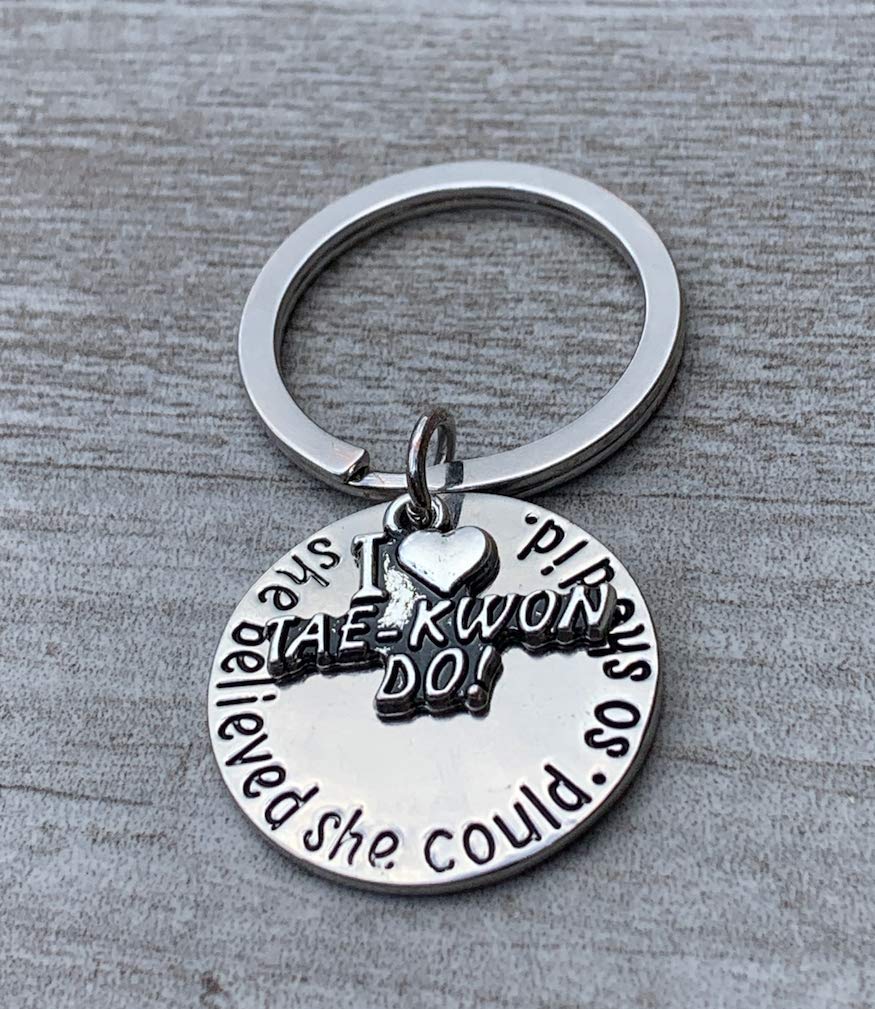 I ♥
TAE-KWON
DO!
she believed she could. so she did.